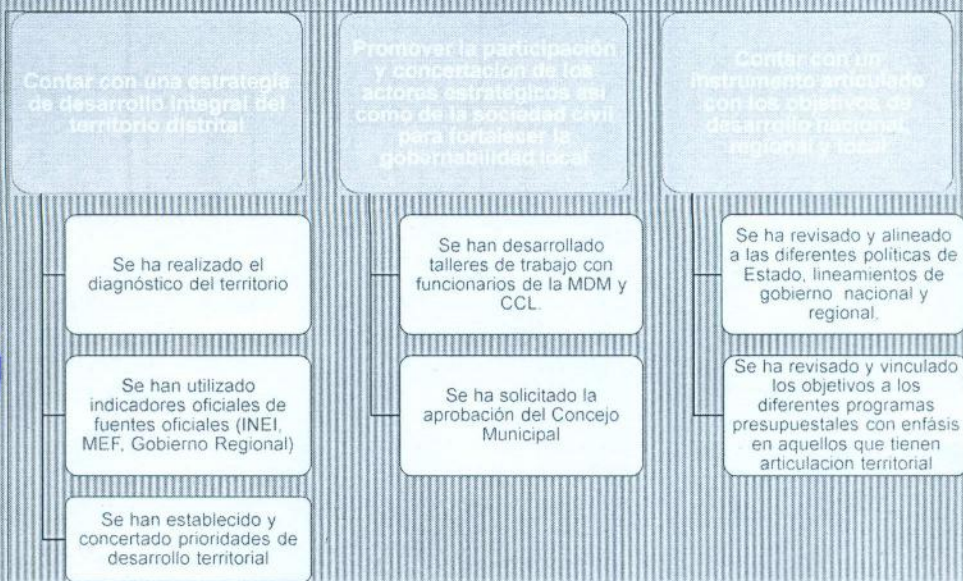 Contar con una estrategia
de desarrollo integral del
territorio distrital
Se ha realizado el
diagnóstico del territorio
Se han utilizado
indicadores oficiales de
fuentes oficiales (INEI,
MEF, Gobierno Regional)
Se han establecido y
concertado prioridades de
desarrollo territorial
Promover la participación
y concertación de los
actores estratégicos asi
como de la sociedad civil
para fortaleser la
gobernabilidad local
Se han desarrollado
talleres de trabajo con
funcionarios de la MDM y
CCL.
Se ha solicitado la
aprobación del Concejo
Municipal
Contar con un
instrumento articulado
con los objetivos de
desarrollo nacional,
regional y local
Se ha revisado y alineado
a las diferentes políticas de
Estado, lineamientos de
gobierno nacional y
regional.
Se ha revisado y vinculado
los objetivos a los
diferentes programas
presupuestales con enfásis
en aquellos que tienen
articulacion territorial